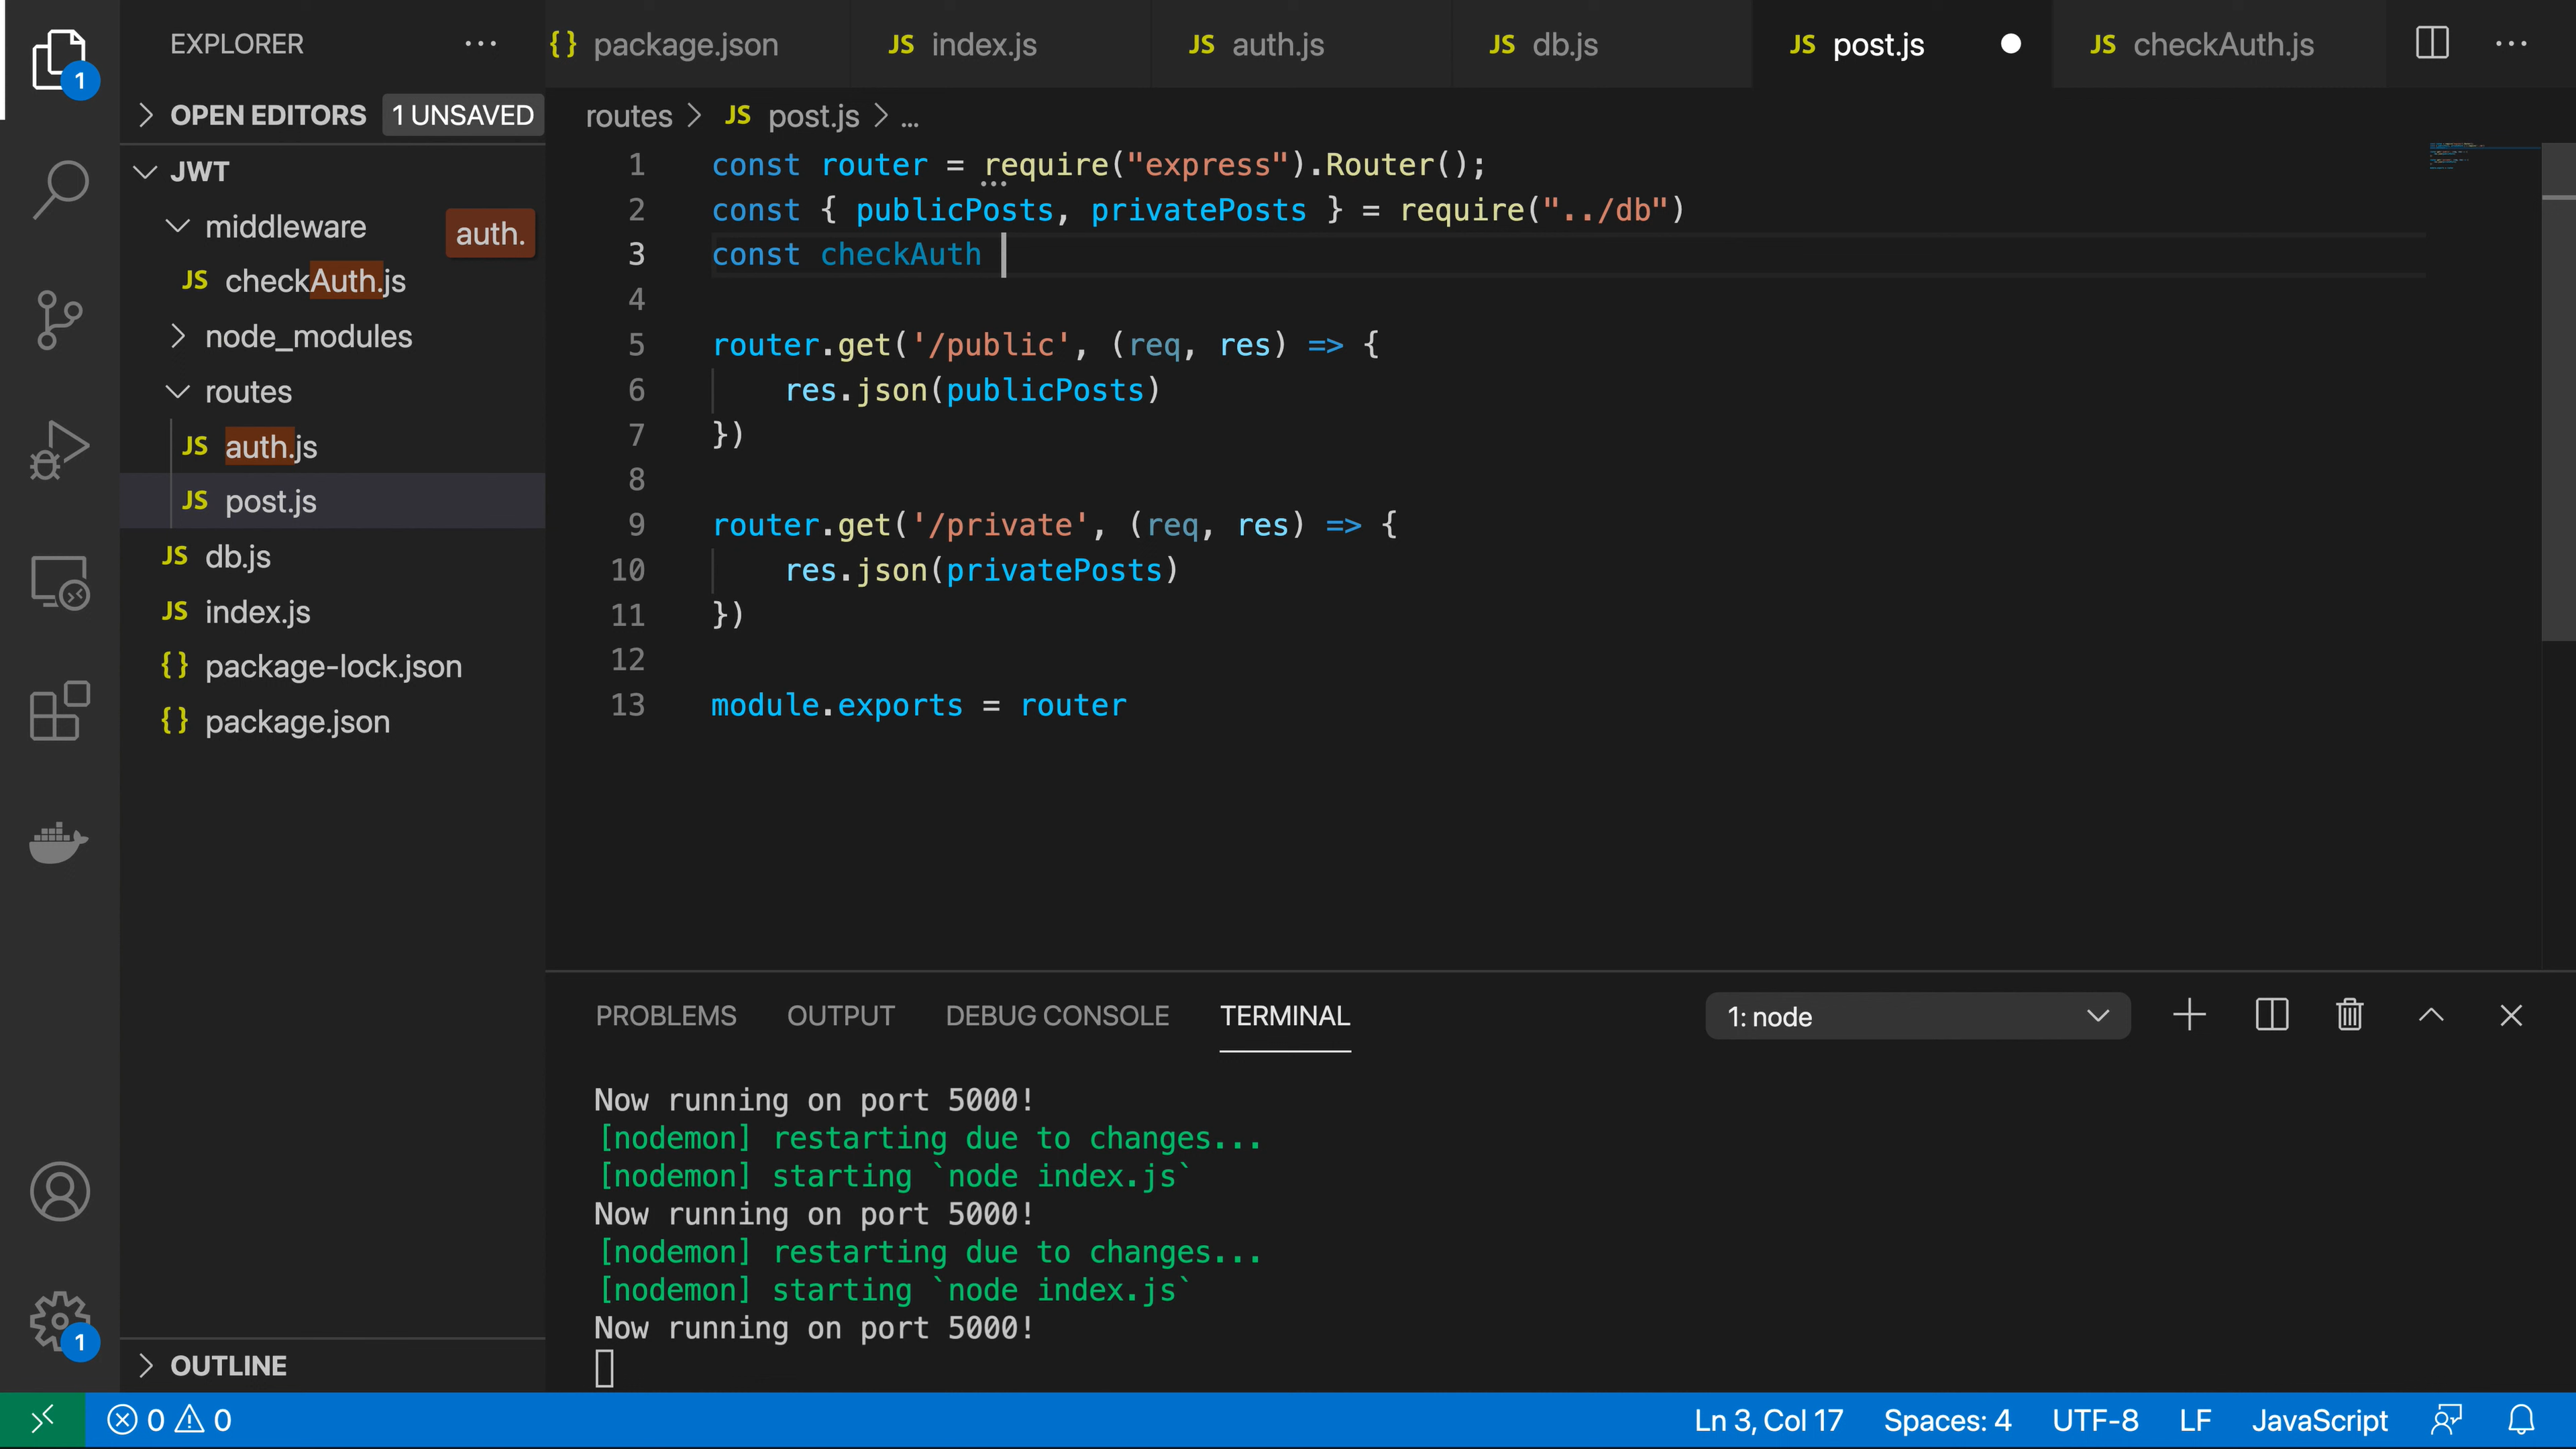 EXPLORER
{} package.json JS index.js JS auth.js JS db.js JS post.js JS checkAuth.js
1
OPEN EDITORS 1 UNSAVED
routes > JS post.js > ...
JWT
middleware auth.
JS checkAuth.js
node_modules
routes
JS auth.js
JS post.js
JS db.js
JS index.js
{} package-lock.json
{} package.json
OUTLINE
1
1 const router = require("express").Router();
2 const { publicPosts, privatePosts } = require("../db")
3 const checkAuth
4
5 router.get('/public', (req, res) => {
6 res.json(publicPosts)
7 })
8
9 router.get('/private', (req, res) => {
10 res.json(privatePosts)
11 })
12
13 module.exports = router
PROBLEMS OUTPUT DEBUG CONSOLE TERMINAL 1: node
Now running on port 5000!
[nodemon] restarting due to changes...
[nodemon] starting `node index.js`
Now running on port 5000!
[nodemon] restarting due to changes...
[nodemon] starting `node index.js`
Now running on port 5000!
0 0 Ln 3, Col 17 Spaces: 4 UTF-8 LF JavaScript